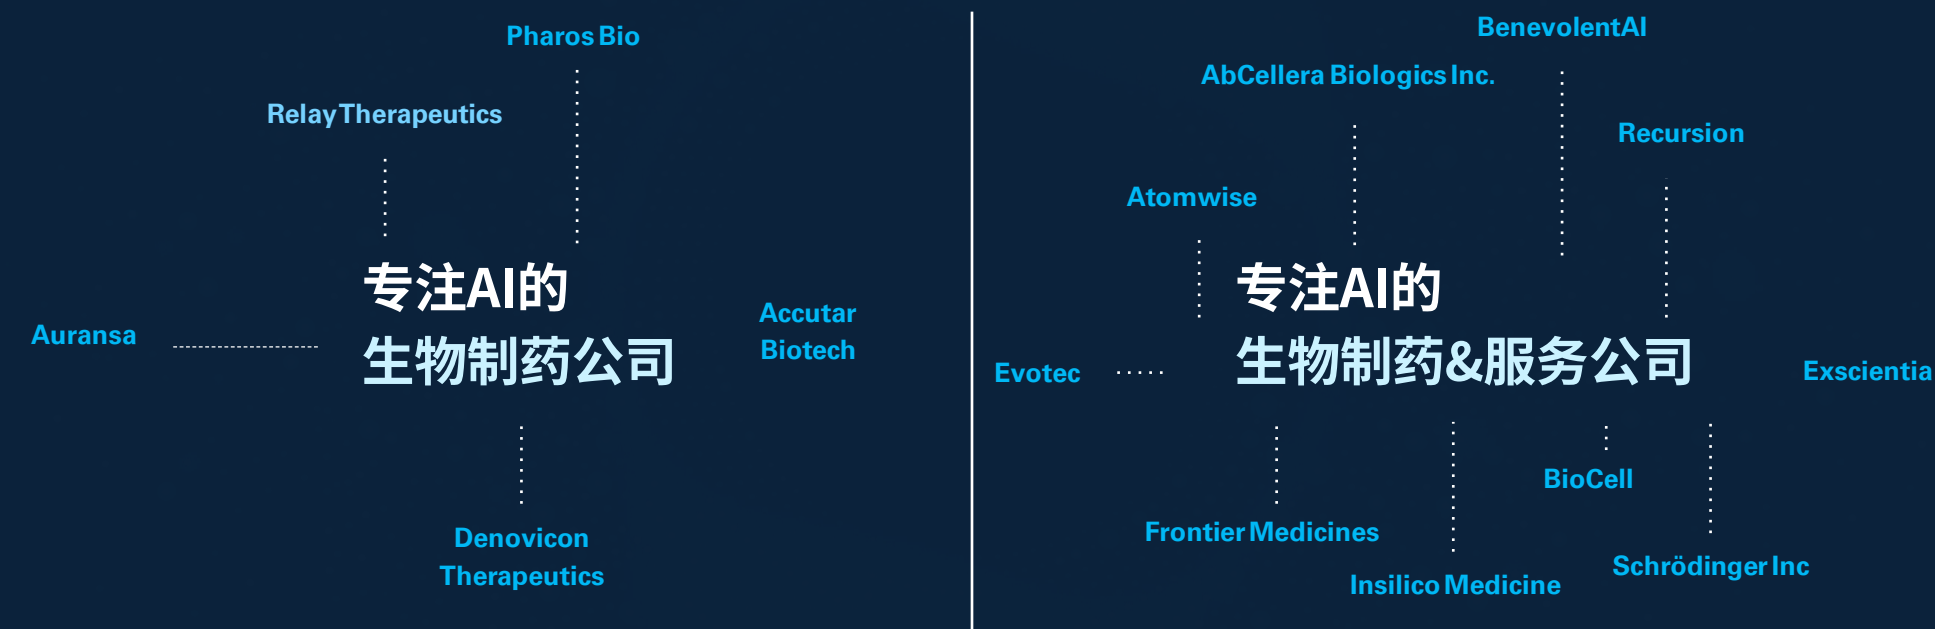 Pharos Bio
Relay Therapeutics
专注AI的
生物制药公司
Auransa
Accutar
Biotech
Denovicon
Therapeutics
BenevolentAI
AbCellera Biologics Inc.
Recursion
Atomwise
专注AI的
生物制药&服务公司
Evotec
Exscientia
BioCell
Frontier Medicines
Schrödinger Inc
Insilico Medicine